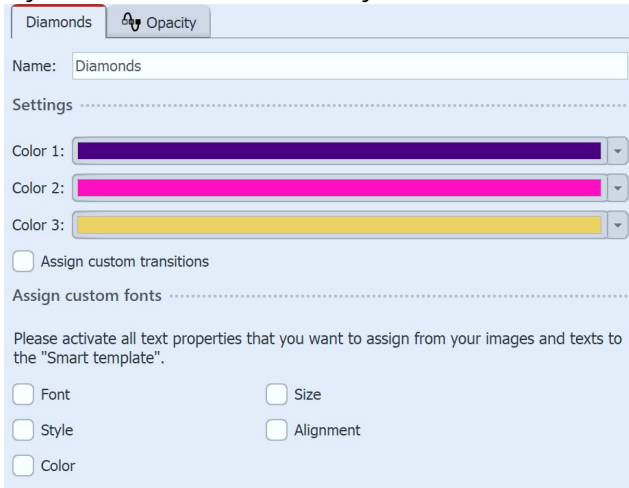 Diamonds Opacity
Name: Diamonds
Settings
Color 1:
Color 2:
Color 3:
Assign custom transitions
Assign custom fonts
Please activate all text properties that you want to assign from your images and texts to
the "Smart template".
Font Size
Style Alignment
Color